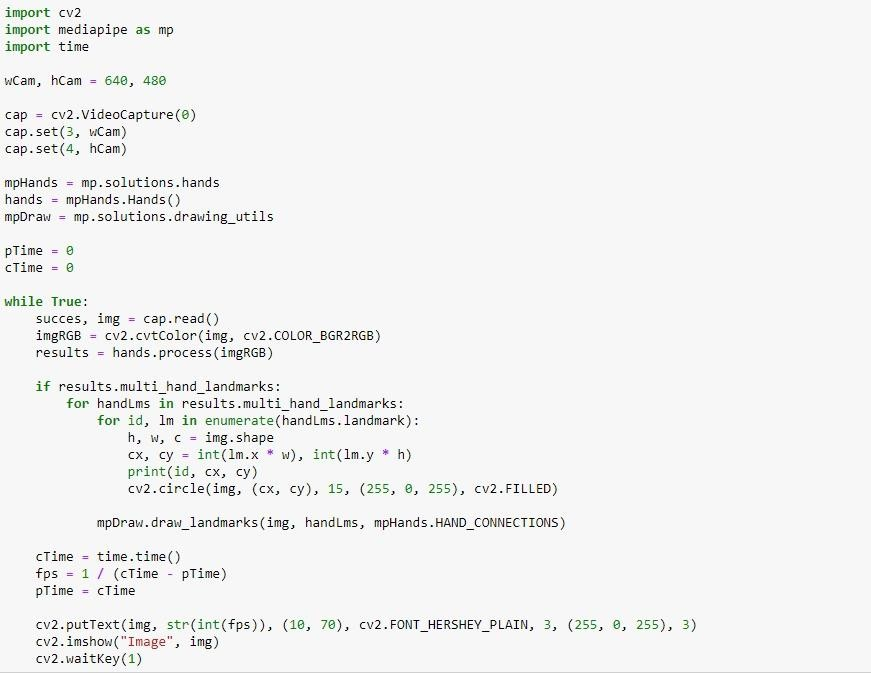 import cv2
import mediapipe as mp
import time

wCam, hCam = 640, 480

cap = cv2.VideoCapture(0)
cap.set(3, wCam)
cap.set(4, hCam)

mpHands = mp.solutions.hands
hands = mpHands.Hands()
mpDraw = mp.solutions.drawing_utils

pTime = 0
cTime = 0

while True:
    succes, img = cap.read()
    imgRGB = cv2.cvtColor(img, cv2.COLOR_BGR2RGB)
    results = hands.process(imgRGB)

    if results.multi_hand_landmarks:
        for handLms in results.multi_hand_landmarks:
            for id, lm in enumerate(handLms.landmark):
                h, w, c = img.shape
                cx, cy = int(lm.x * w), int(lm.y * h)
                print(id, cx, cy)
                cv2.circle(img, (cx, cy), 15, (255, 0, 255), cv2.FILLED)

            mpDraw.draw_landmarks(img, handLms, mpHands.HAND_CONNECTIONS)

    cTime = time.time()
    fps = 1 / (cTime - pTime)
    pTime = cTime

    cv2.putText(img, str(int(fps)), (10, 70), cv2.FONT_HERSHEY_PLAIN, 3, (255, 0, 255), 3)
    cv2.imshow("Image", img)
    cv2.waitKey(1)